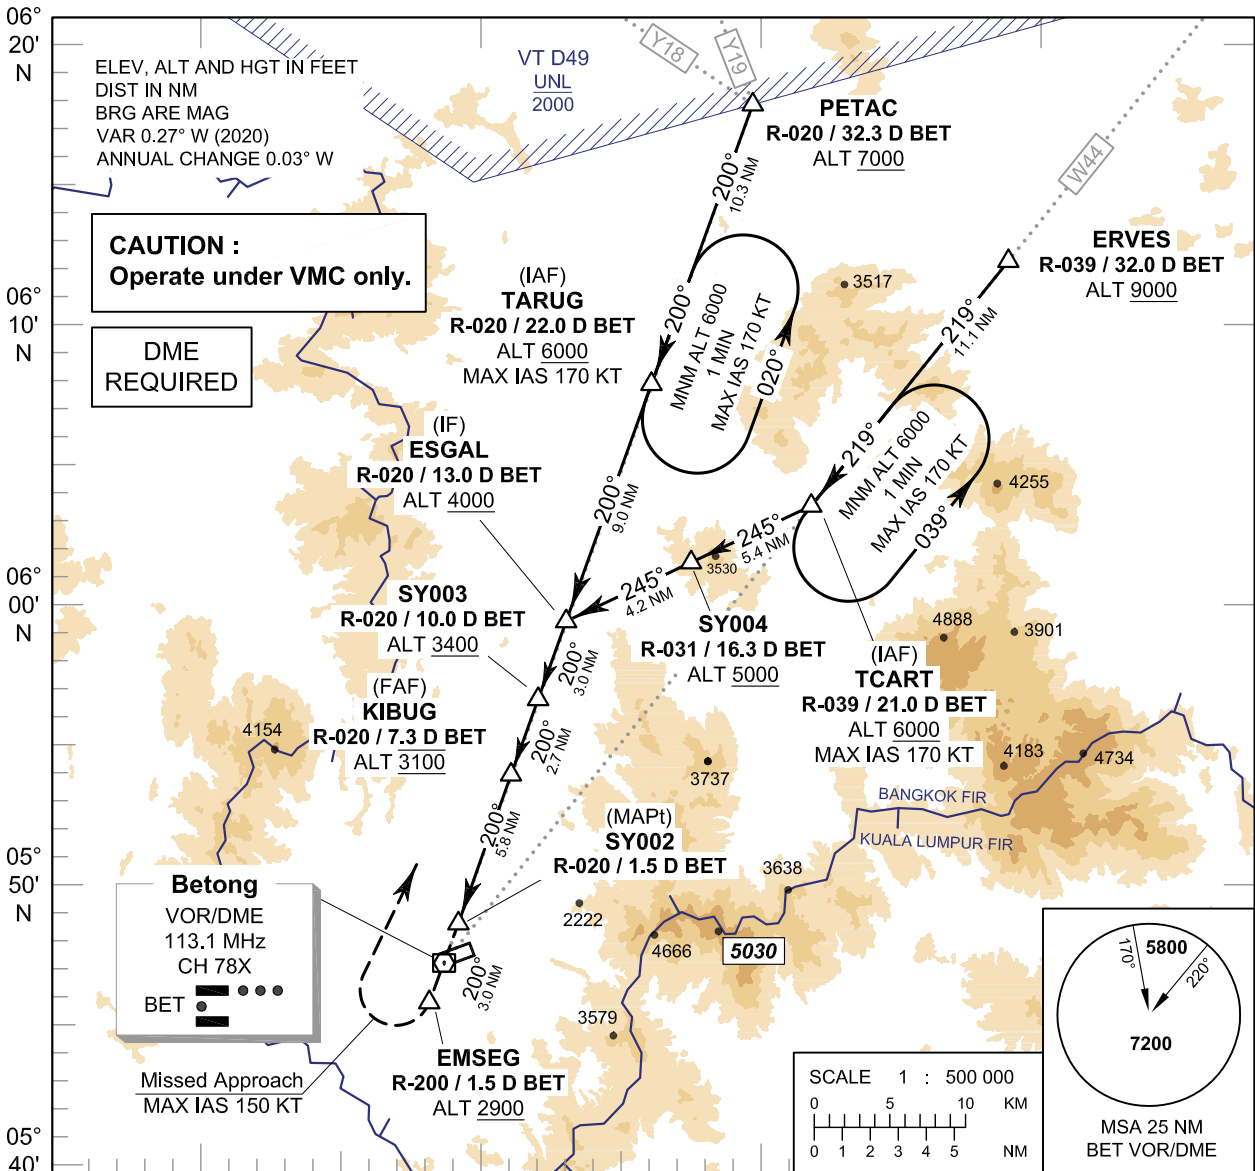 06°
20'
N
ELEV, ALT AND HGT IN FEET
DIST IN NM
BRG ARE MAG
VAR 0.27° W (2020)
ANNUAL CHANGE 0.03° W
VT D49
UNL
2000
Y18
Y19
PETAC
R-020 / 32.3 D BET
ALT 7000
200°
10.3 NM
W44
CAUTION :
Operate under VMC only.
ERVES
R-039 / 32.0 D BET
ALT 9000
06°
10'
N
DME
REQUIRED
(IAF)
TARUG
R-020 / 22.0 D BET
ALT 6000
MAX IAS 170 KT
200°
MNM ALT 6000
1 MIN
MAX IAS 170 KT
020°
3517
219°
11.1 NM
219°
MNM ALT 6000
1 MIN
MAX IAS 170 KT
039°
4255
(IF)
ESGAL
R-020 / 13.0 D BET
ALT 4000
200°
9.0 NM
245°
5.4 NM
3530
245°
4.2 NM
06°
00'
N
SY003
R-020 / 10.0 D BET
ALT 3400
SY004
R-031 / 16.3 D BET
ALT 5000
4888
3901
(IAF)
TCART
R-039 / 21.0 D BET
ALT 6000
MAX IAS 170 KT
200°
3.0 NM
(FAF)
KIBUG
R-020 / 7.3 D BET
ALT 3100
4154
200°
2.7 NM
3737
4183
4734
BANGKOK FIR
KUALA LUMPUR FIR
200°
5.8 NM
(MAPt)
SY002
R-020 / 1.5 D BET
05°
50'
N
3638
2222
4666
5030
Betong
VOR/DME
113.1 MHz
CH 78X
BET
200°
3.0 NM
3579
EMSEG
R-200 / 1.5 D BET
ALT 2900
Missed Approach
MAX IAS 150 KT
170°
5800
220°
7200
MSA 25 NM
BET VOR/DME
SCALE 1 : 500 000
0 5 10 KM
0 1 2 3 4 5 NM
05°
40'